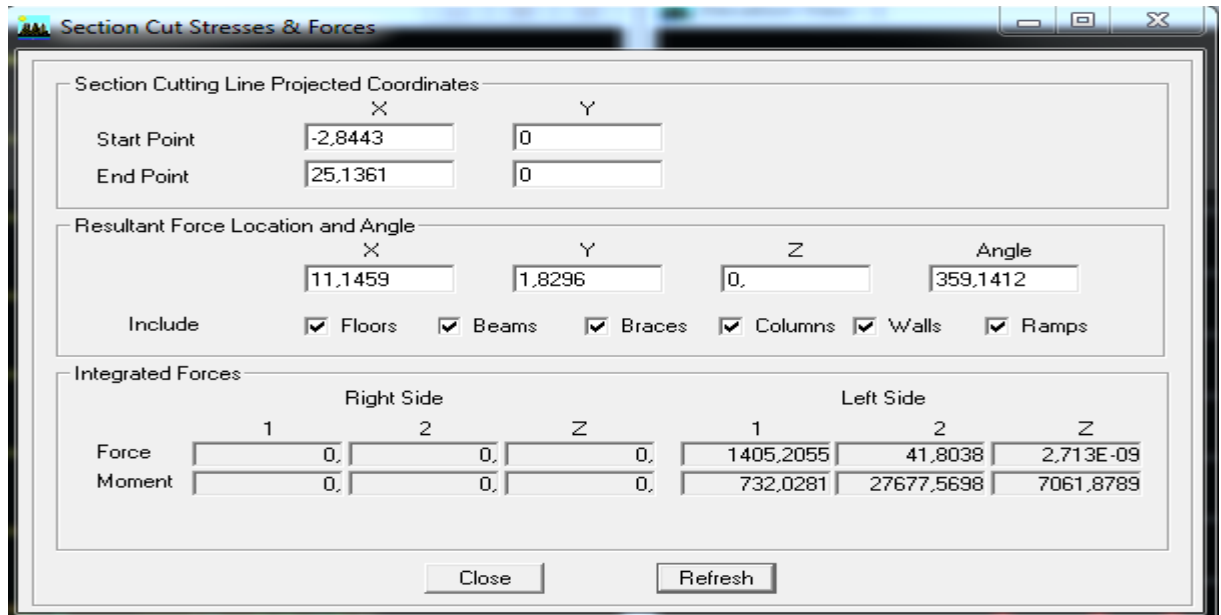 Section Cut Stresses & Forces
Section Cutting Line Projected Coordinates
X Y
Start Point -2,8443 0
End Point 25,1361 0
Resultant Force Location and Angle
X Y Z Angle
11,1459 1,8296 0, 359,1412
Include Floors Beams Braces Columns Walls Ramps
Integrated Forces
Right Side Left Side
1 2 Z 1 2 Z
Force 0, 0, 0, 1405,2055 41,8038 2,713E-09
Moment 0, 0, 0, 732,0281 27677,5698 7061,8789
Close Refresh